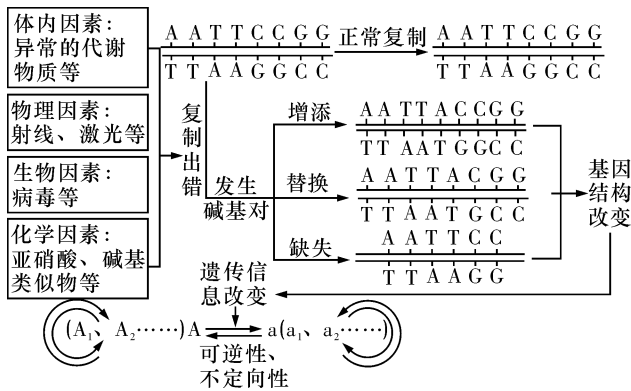 体内因素：
异常的代谢
物质等
物理因素：
射线、激光等
生物因素：
病毒等
化学因素：
亚硝酸、碱基
类似物等
A A T T C C G G
T T A A G G C C
正常复制
A A T T C C G G
T T A A G G C C
复制出错
发生
碱基对
增添
A A T T A C C G G
T T A A T G G C C
替换
A A T T A C G G
T T A A T G C C
缺失
A A T T C C
T T A A G G
基因
结构
改变
遗传信
息改变
(A₁、A₂……)A
a(a₁、a₂……)
可逆性、
不定向性